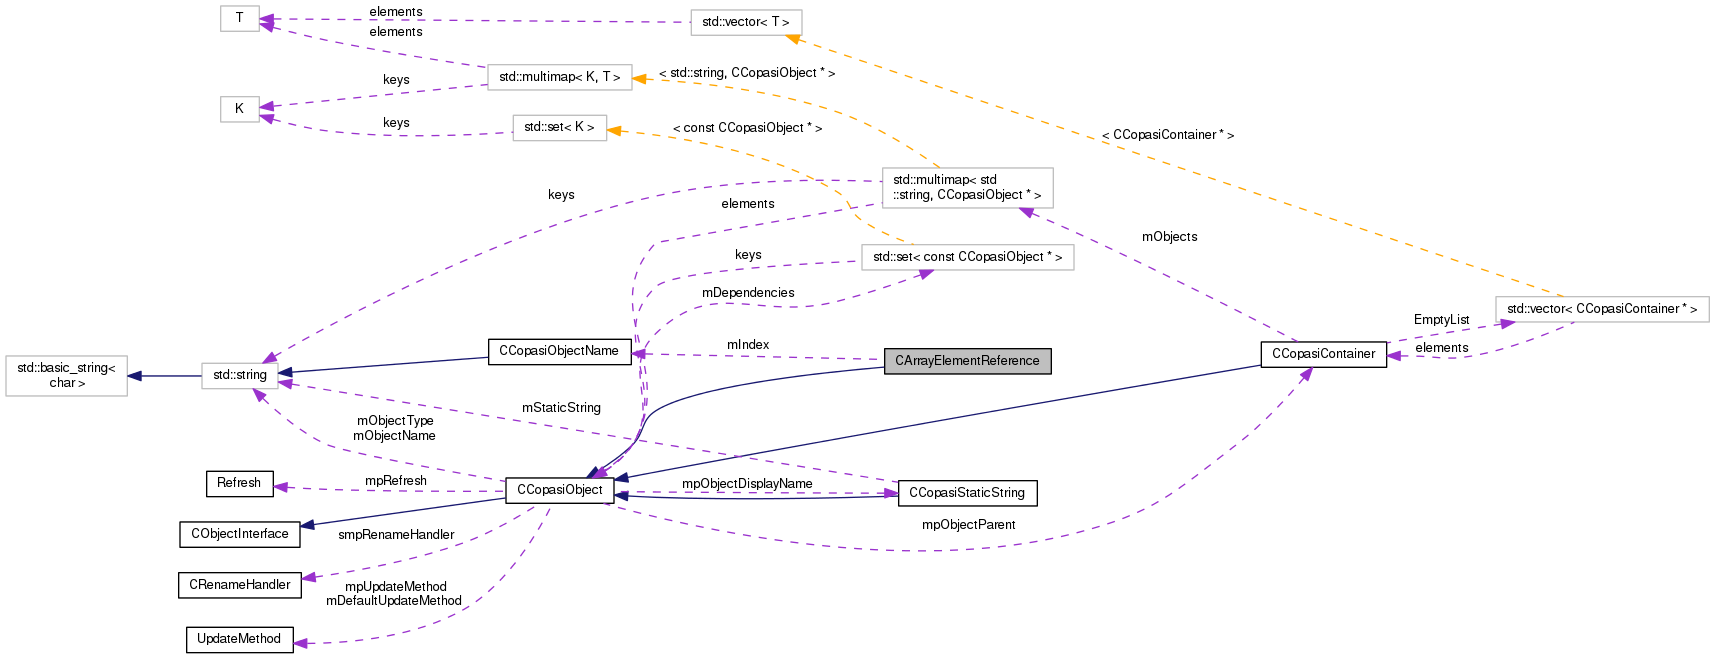 T
elements
std::vector< T >
elements
std::multimap< K, T >
< std::string, CCopasiObject * >
keys
K
keys
std::set< K >
< const CCopasiObject * >
< CCopasiContainer * >
std::multimap< std
::string, CCopasiObject * >
keys
elements
mObjects
keys
std::set< const CCopasiObject * >
mDependencies
std::vector< CCopasiContainer * >
EmptyList
elements
CCopasiObjectName
mIndex
CArrayElementReference
CCopasiContainer
std::basic_string<
char >
std::string
mStaticString
mObjectType
mObjectName
Refresh
mpRefresh
CCopasiObject
mpObjectDisplayName
CCopasiStaticString
mpObjectParent
CObjectInterface
smpRenameHandler
CRenameHandler
mpUpdateMethod
mDefaultUpdateMethod
UpdateMethod